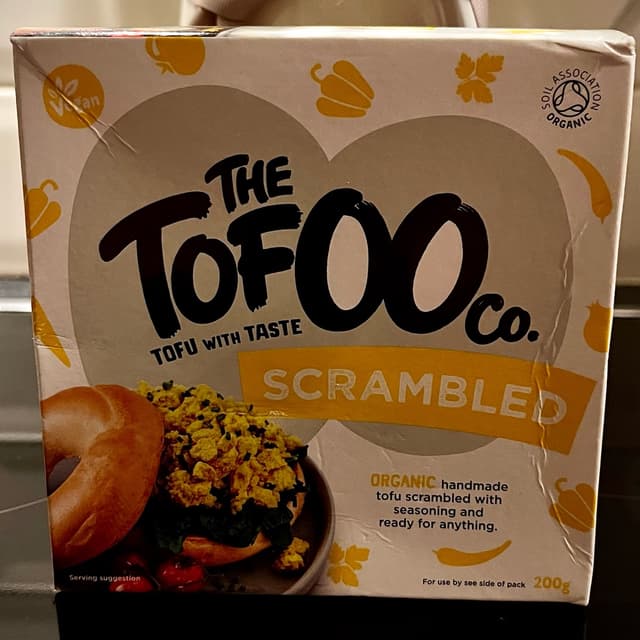 Vegan
SOIL ASSOCIATION
ORGANIC
THE
TOFOO
Co.
TOFU WITH TASTE
SCRAMBLED
ORGANIC handmade
tofu scrambled with
seasoning and
ready for anything.
Serving suggestion
For use by see side of pack 200g